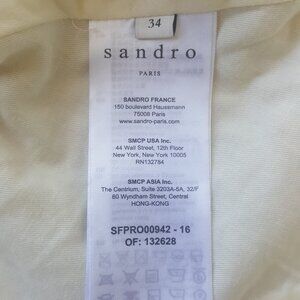 34
sandro
PARIS
SANDRO FRANCE
150 boulevard Haussmann
75008 Paris
www.sandro-paris.com
SMCP USA Inc.
44 Wall Street, 12th Floor
New York, New York 10005
RN132784
SMCP ASIA Inc.
The Centrium, Suite 3203A-5A, 32/F
60 Wyndham Street, Central
HONG-KONG
SFPRO00942 - 16
OF: 132628